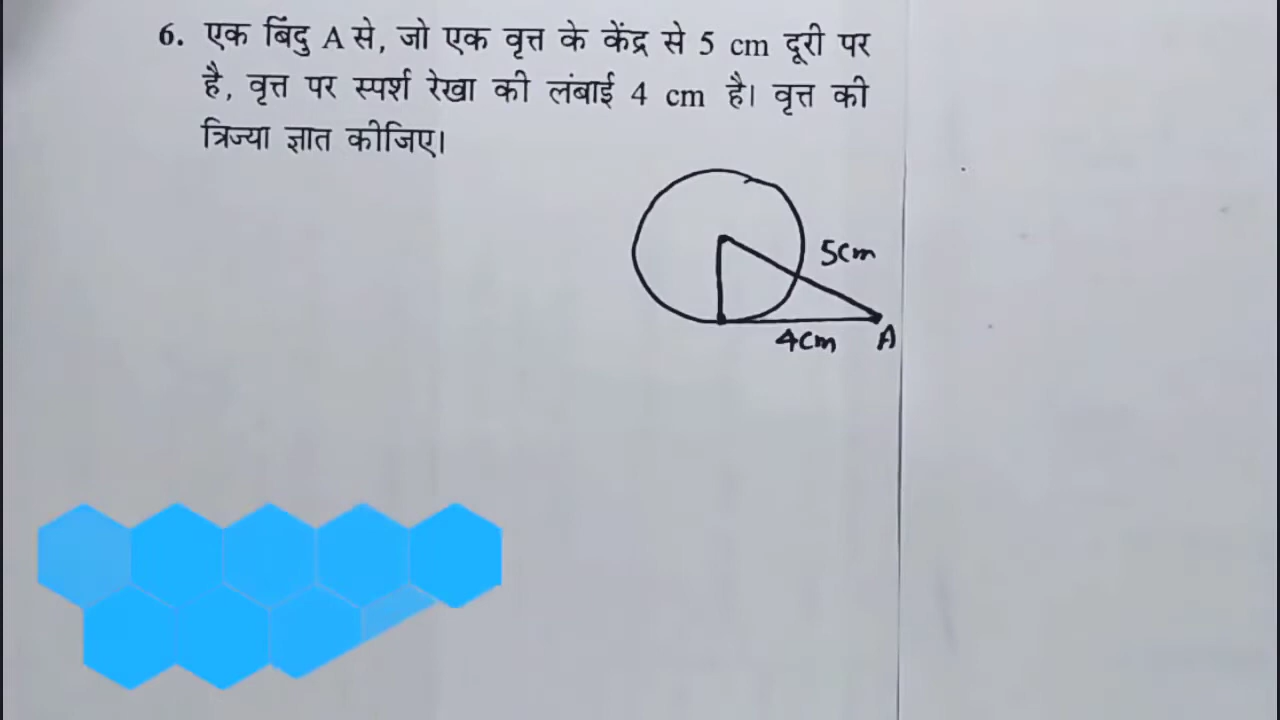 6. एक बिंदु A से, जो एक वृत्त के केंद्र से 5 cm दूरी पर
है, वृत्त पर स्पर्श रेखा की लंबाई 4 cm है। वृत्त की
त्रिज्या ज्ञात कीजिए।
5cm
4cm A